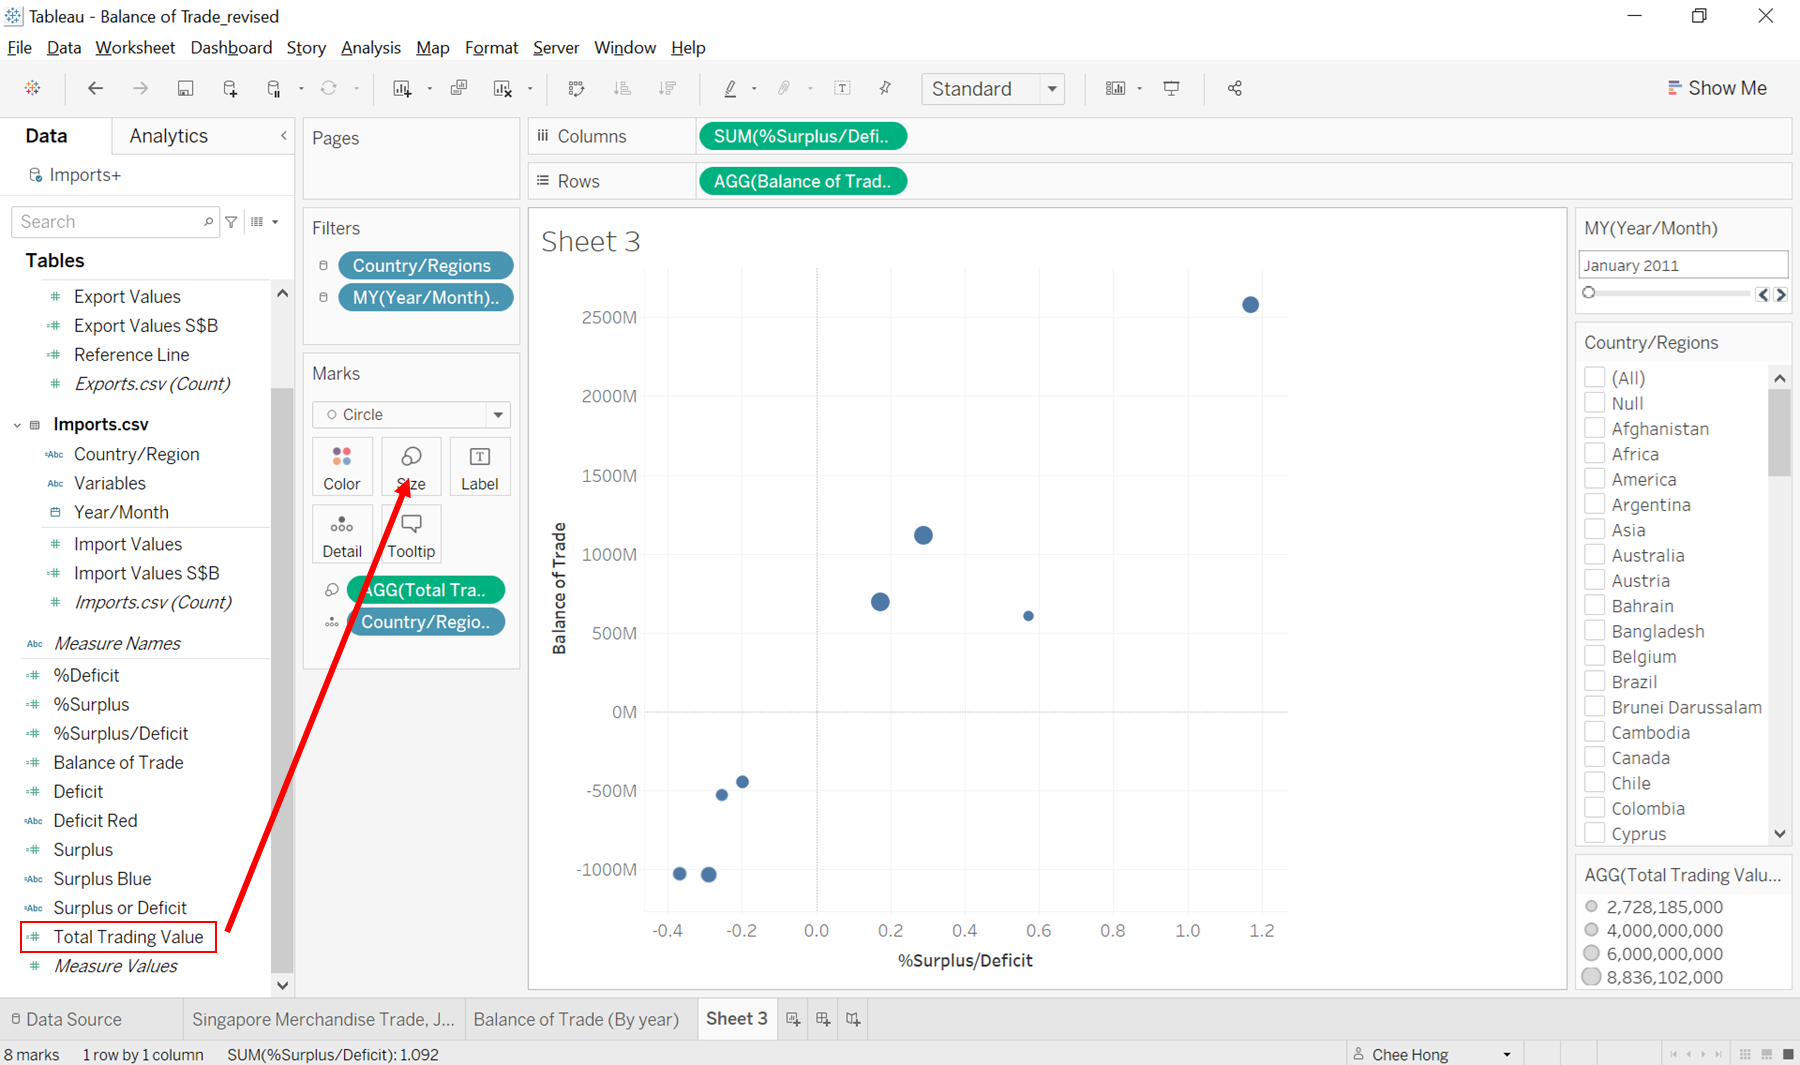 Tableau - Balance of Trade_revised
File Data Worksheet Dashboard Story Analysis Map Format Server Window Help
Standard
Show Me
Data Analytics
Imports+
Search
Tables
Export Values
Export Values S$B
Reference Line
Exports.csv (Count)
Imports.csv
Abc Country/Region
Abc Variables
Year/Month
Import Values
Import Values S$B
Imports.csv (Count)
Abc Measure Names
%Deficit
%Surplus
%Surplus/Deficit
Balance of Trade
Deficit
Abc Deficit Red
Surplus
Abc Surplus Blue
Abc Surplus or Deficit
Total Trading Value
Measure Values
Pages
Filters
Country/Regions
MY(Year/Month)..
Marks
Circle
Color Size Label
Detail Tooltip
AGG(Total Tra..
Country/Regio..
Columns SUM(%Surplus/Defi..
Rows AGG(Balance of Trad..
Sheet 3
Balance of Trade
2500M
2000M
1500M
1000M
500M
0M
-500M
-1000M
-0.4 -0.2 0.0 0.2 0.4 0.6 0.8 1.0 1.2
%Surplus/Deficit
MY(Year/Month)
January 2011
Country/Regions
(All)
Null
Afghanistan
Africa
America
Argentina
Asia
Australia
Austria
Bahrain
Bangladesh
Belgium
Brazil
Brunei Darussalam
Cambodia
Canada
Chile
Colombia
Cyprus
AGG(Total Trading Valu...
2,728,185,000
4,000,000,000
6,000,000,000
8,836,102,000
Data Source Singapore Merchandise Trade, J... Balance of Trade (By year) Sheet 3
8 marks 1 row by 1 column SUM(%Surplus/Deficit): 1.092 Chee Hong